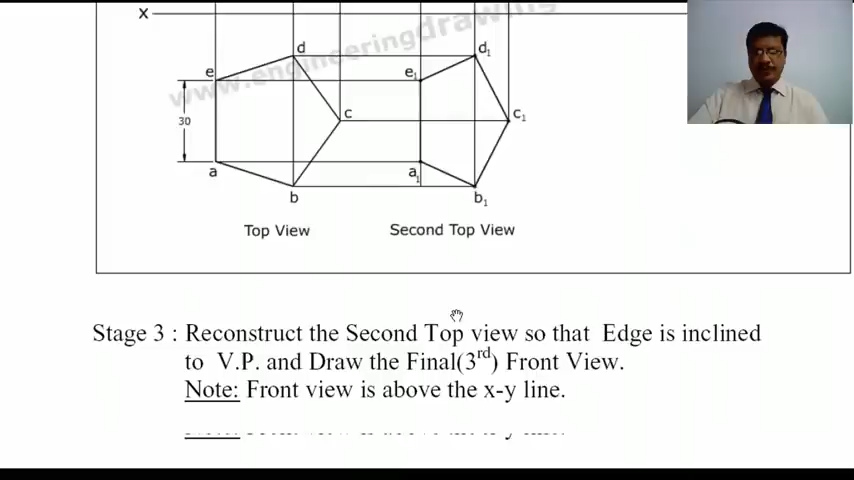 X
www.engineeringdrawing
d
d1
e
e1
30
c
c1
a
a1
b
b1
Top View
Second Top View
Stage 3 : Reconstruct the Second Top view so that Edge is inclined
to V.P. and Draw the Final(3rd) Front View.
Note: Front view is above the x-y line.